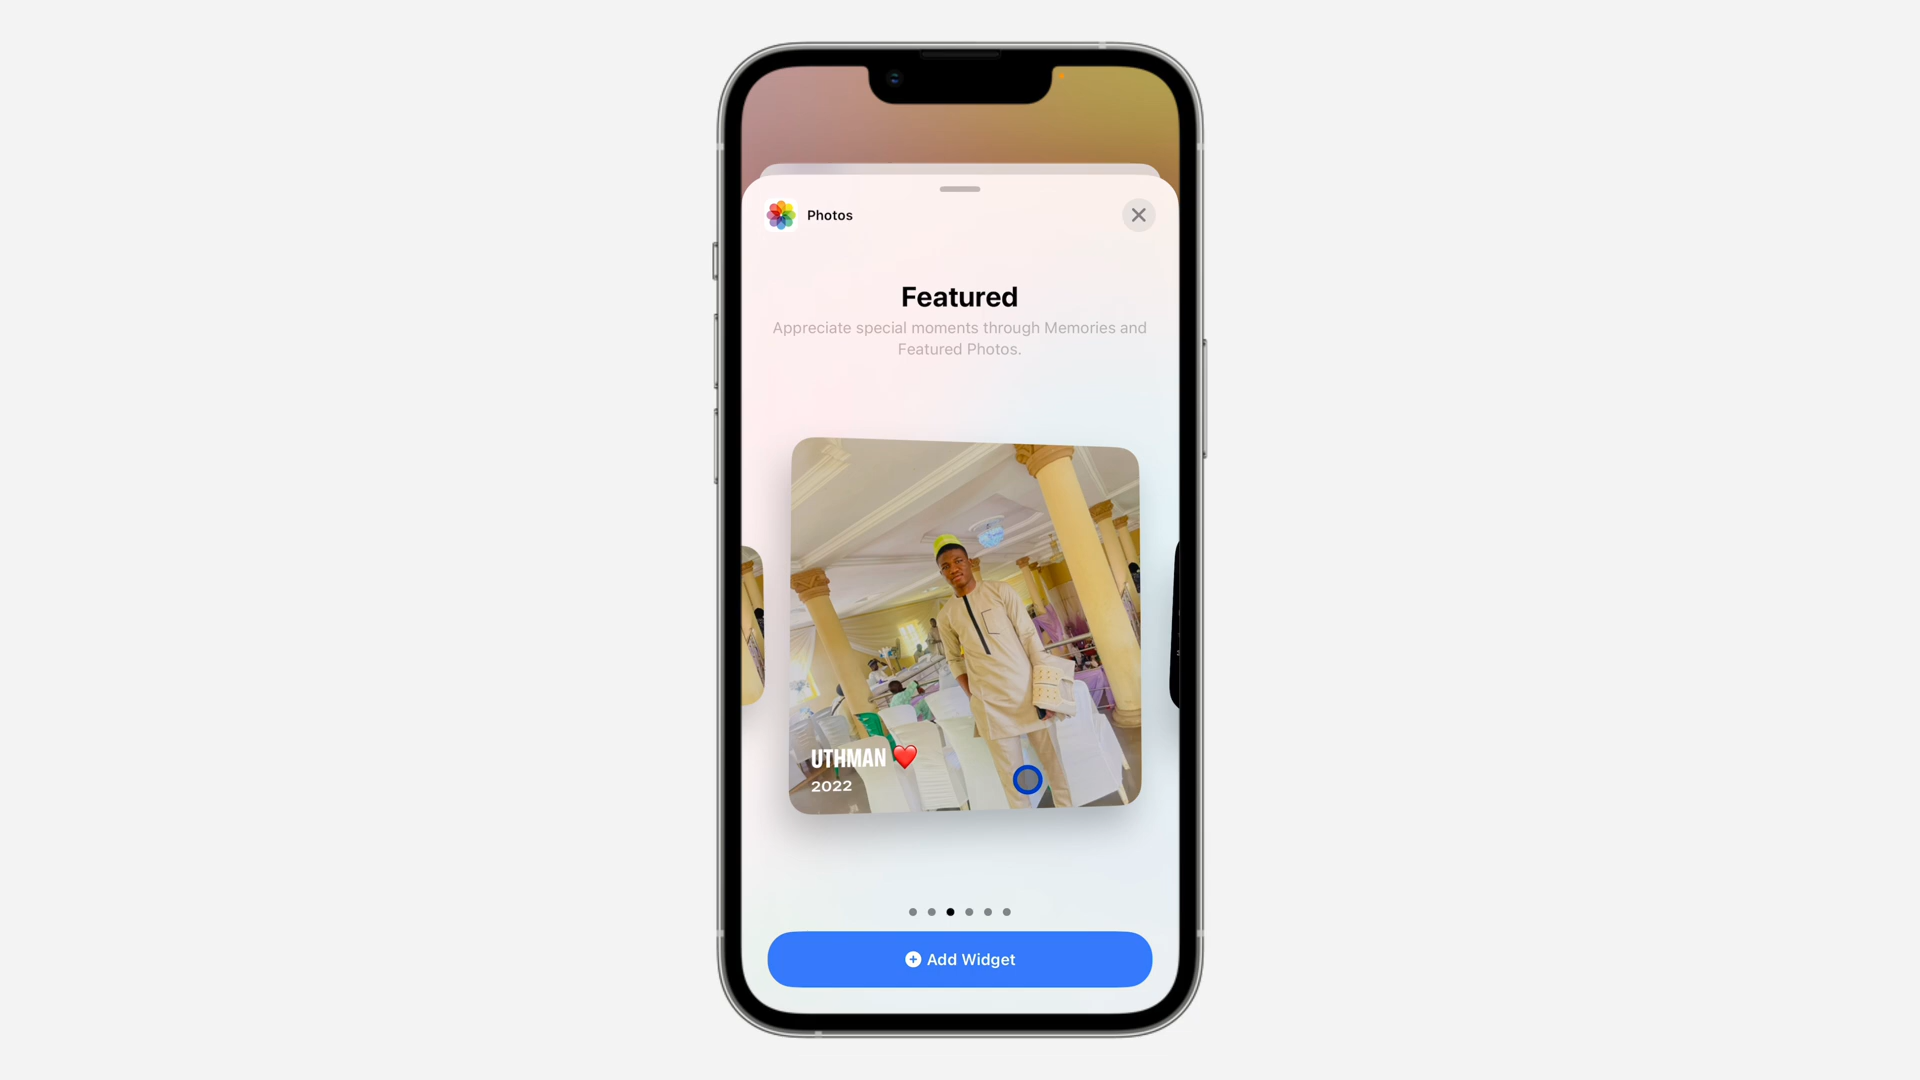 Photos
Featured
Appreciate special moments through Memories and
Featured Photos.
UTHMAN ❤️
2022
Add Widget